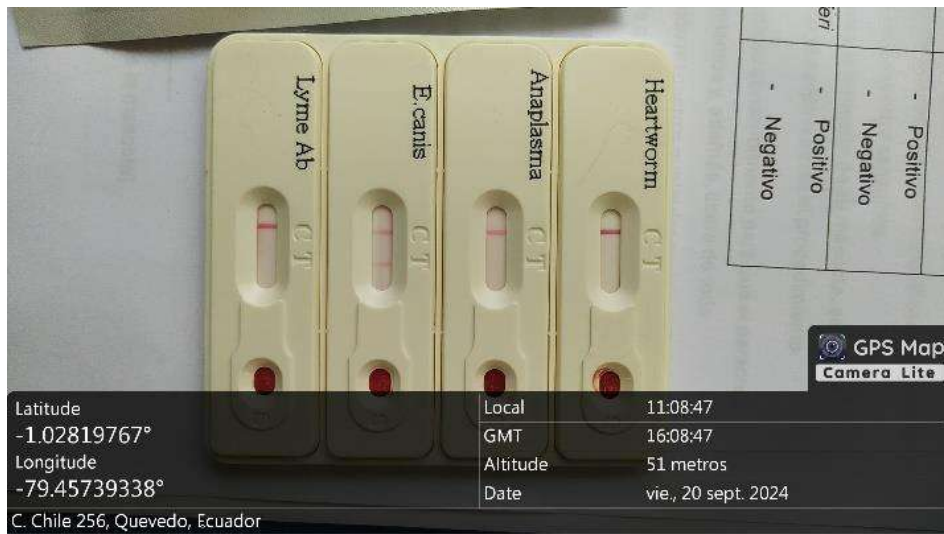 Lyme Ab
E.canis
Anaplasma
Heartworm
C T
C T
C T
C T
eri
- Positivo
- Negativo
- Positivo
- Negativo
GPS Map
Camera Lite
Latitude
-1.02819767°
Longitude
-79.45739338°
Local 11:08:47
GMT 16:08:47
Altitude 51 metros
Date vie., 20 sept. 2024
C. Chile 256, Quevedo, Ecuador